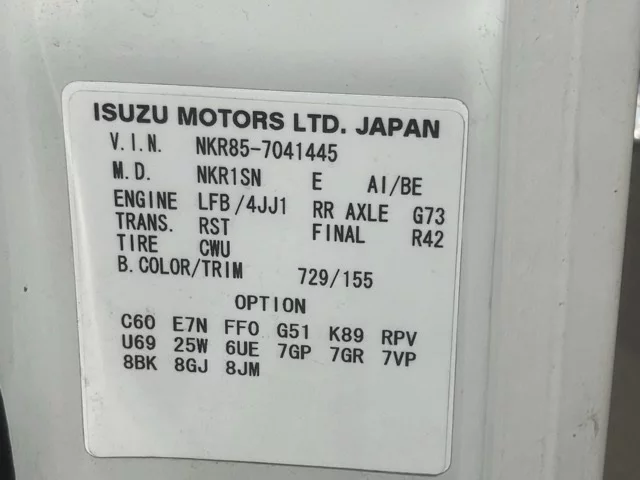 ISUZU MOTORS LTD. JAPAN
V.I.N. NKR85-7041445
M.D. NKR1SN E AI/BE
ENGINE LFB/4JJ1 RR AXLE G73
TRANS. RST FINAL R42
TIRE CWU
B.COLOR/TRIM 729/155
OPTION
C60 E7N FF0 G51 K89 RPV
U69 25W 6UE 7GP 7GR 7VP
8BK 8GJ 8JM